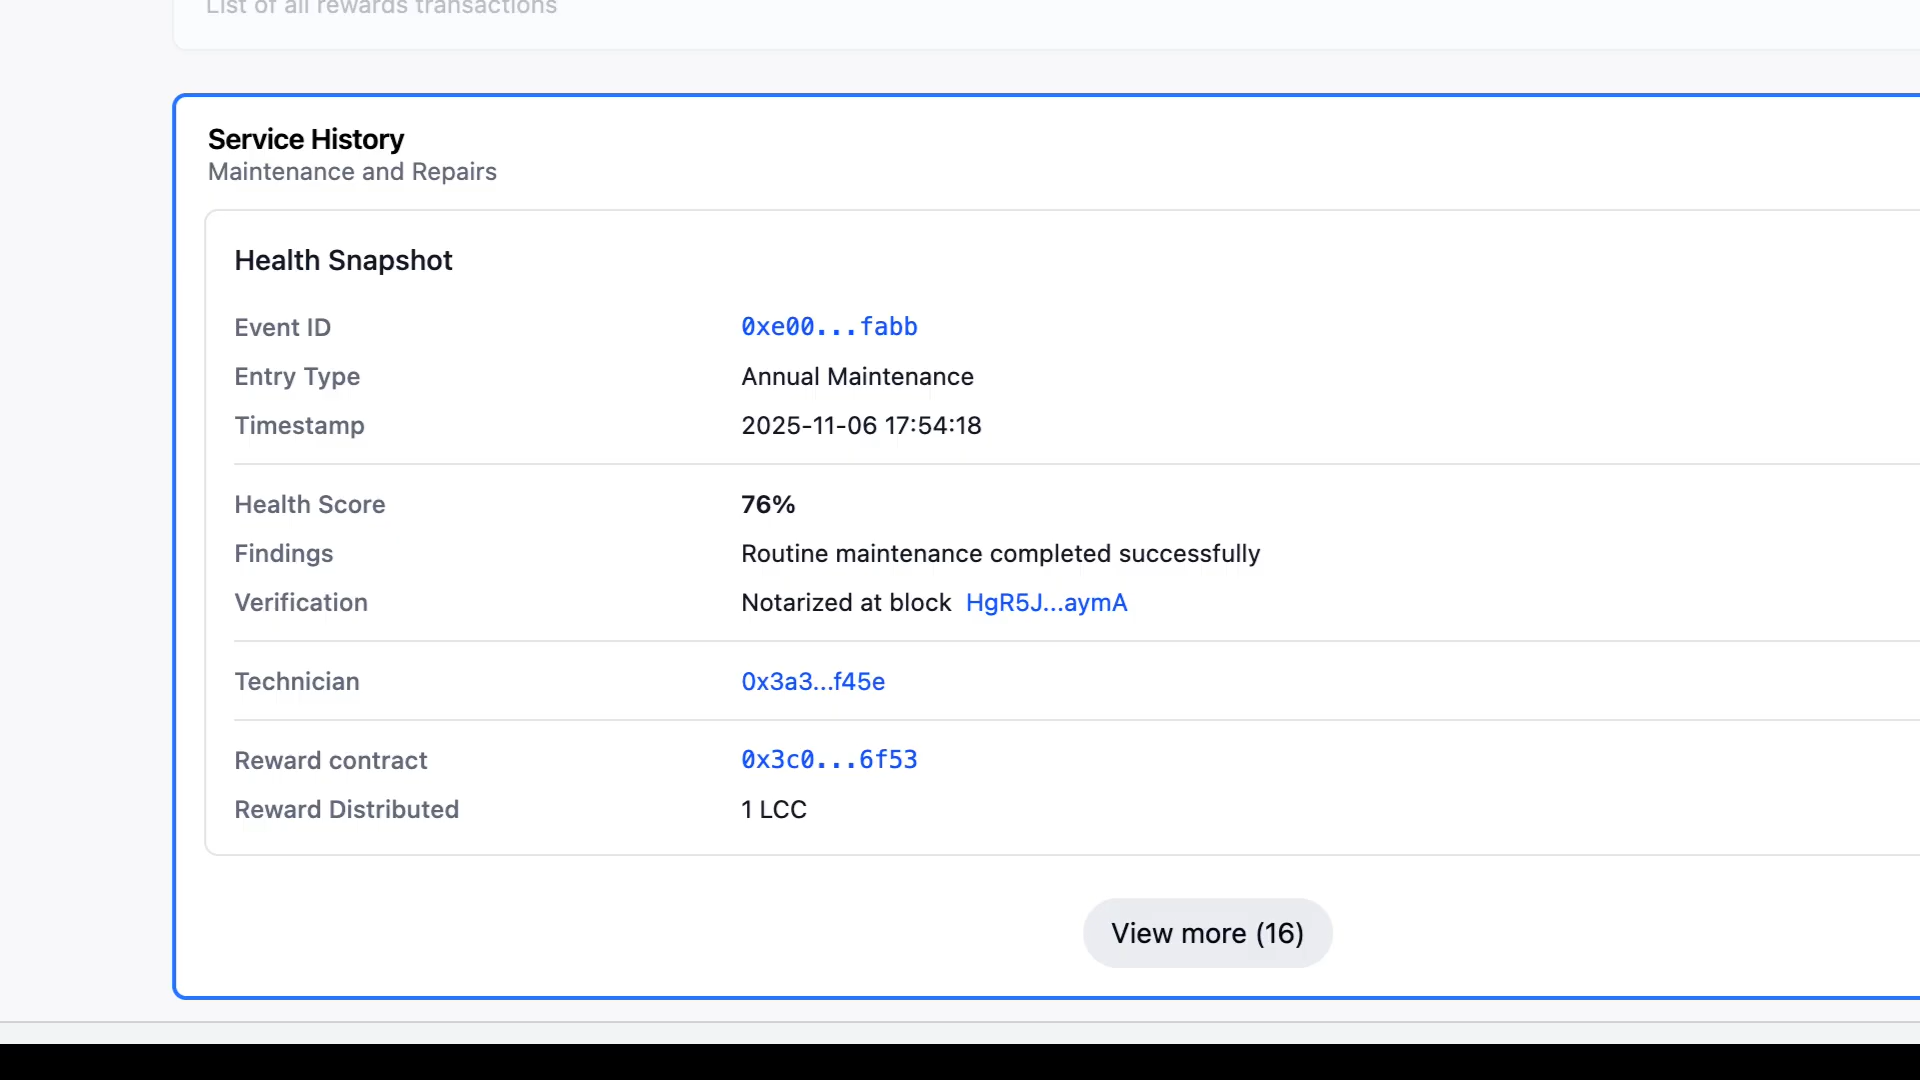 List of all rewards transactions
Service History
Maintenance and Repairs
Health Snapshot
Event ID 0xe00...fabb
Entry Type Annual Maintenance
Timestamp 2025-11-06 17:54:18
Health Score 76%
Findings Routine maintenance completed successfully
Verification Notarized at block HgR5J...aymA
Technician 0x3a3...f45e
Reward contract 0x3c0...6f53
Reward Distributed 1 LCC
View more (16)